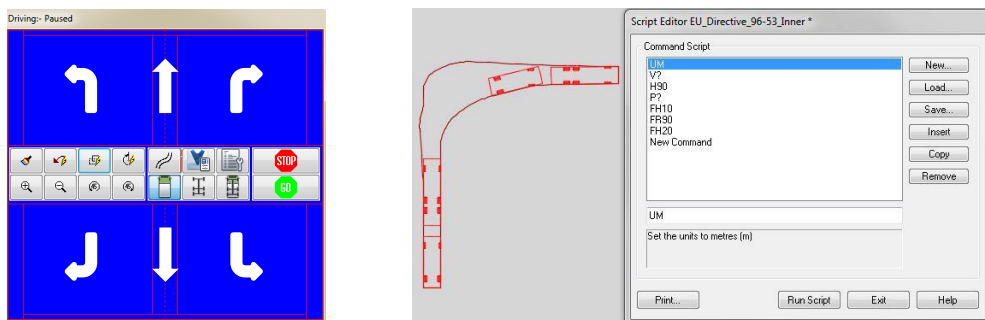 Driving:- Paused
STOP
GO
Script Editor EU_Directive_96-53_Inner *
Command Script
UM
V?
H90
P?
FH10
FR90
FH20
New Command
New...
Load...
Save...
Insert
Copy
Remove
UM
Set the units to metres (m)
Print...
Run Script
Exit
Help